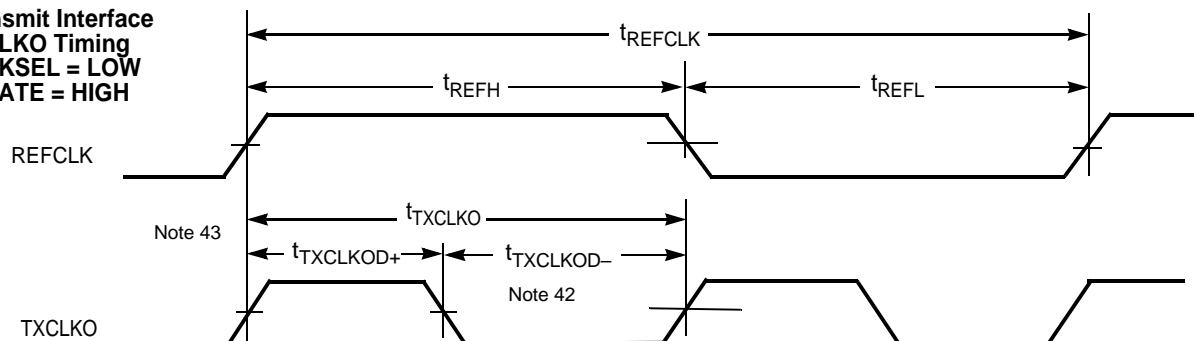 smit Interface
LKO Timing
KSEL = LOW
ATE = HIGH
tREFCLK
tREFH
tREFL
REFCLK
Note 43
tTXCLKO
tTXCLKOD+
tTXCLKOD–
Note 42
TXCLKO